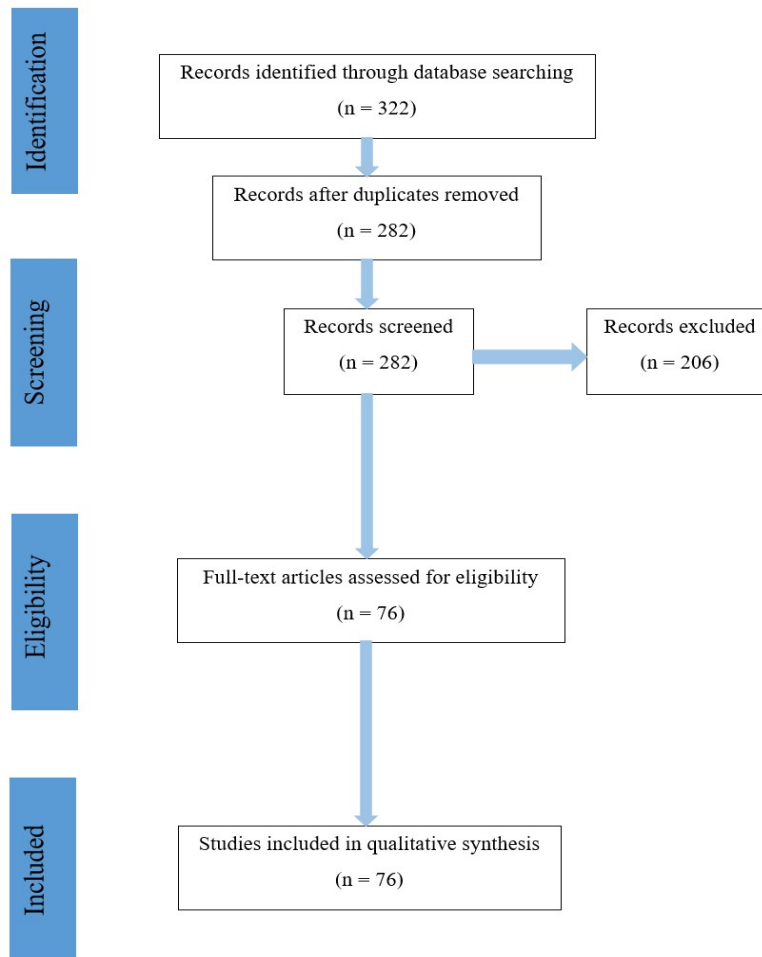 Identification
Records identified through database searching
(n = 322)
Records after duplicates removed
(n = 282)
Screening
Records screened
(n = 282)
Records excluded
(n = 206)
Eligibility
Full-text articles assessed for eligibility
(n = 76)
Included
Studies included in qualitative synthesis
(n = 76)